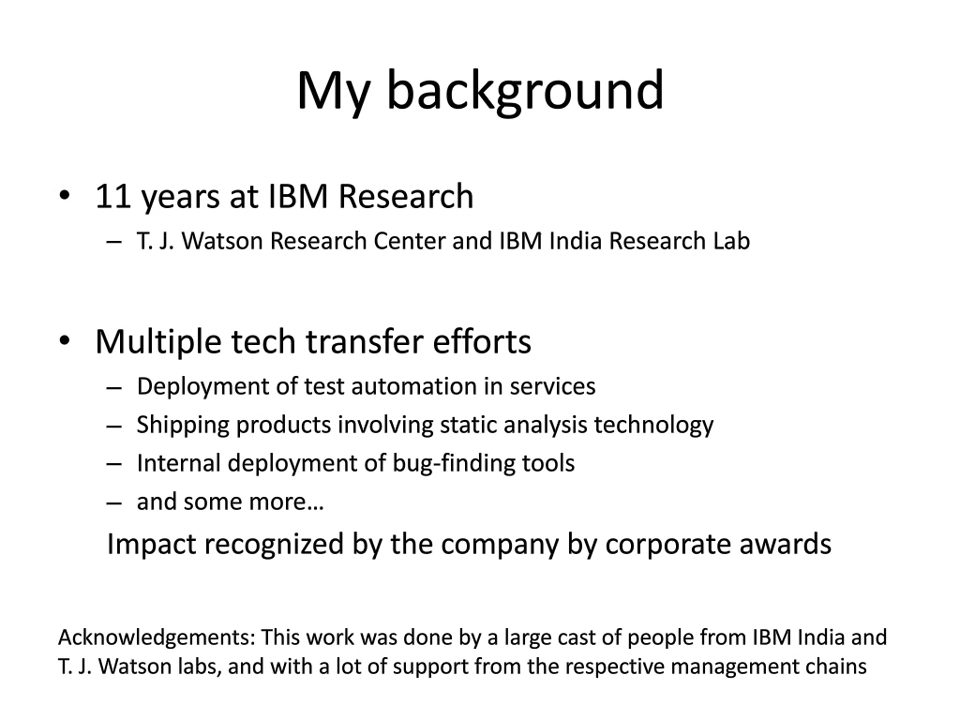 My background
• 11 years at IBM Research
– T. J. Watson Research Center and IBM India Research Lab
• Multiple tech transfer efforts
– Deployment of test automation in services
– Shipping products involving static analysis technology
– Internal deployment of bug-finding tools
– and some more…
Impact recognized by the company by corporate awards
Acknowledgements: This work was done by a large cast of people from IBM India and
T. J. Watson labs, and with a lot of support from the respective management chains